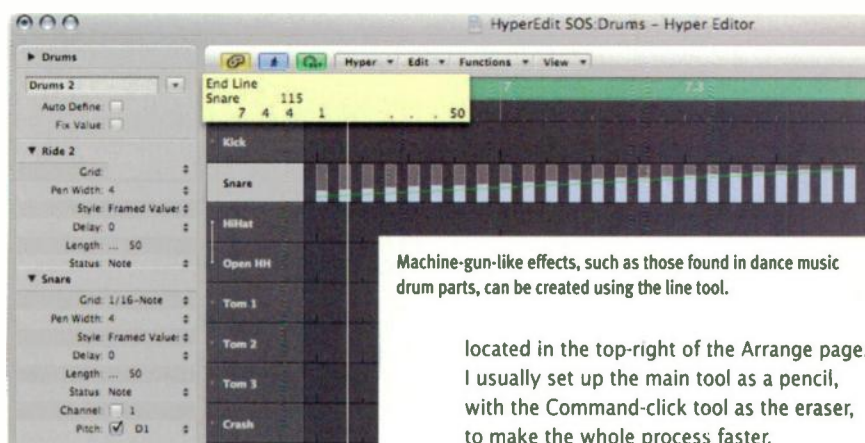 HyperEdit SOS:Drums – Hyper Editor
Drums
Drums 2
Auto Define:
Fix Value:
Ride 2
Grid:
Pen Width: 4
Style: Framed Value:
Delay: 0
Length: ... 50
Status: Note
Snare
Grid: 1/16-Note
Pen Width: 4
Style: Framed Value:
Delay: 0
Length: ... 50
Status: Note
Channel: 1
Pitch: D1
Hyper Edit Functions View
End Line
Snare 115
7 4 4 1 . . . 50
7 7.3
Kick
Snare
HiHat
Open HH
Tom 1
Tom 2
Tom 3
Crash
Machine-gun-like effects, such as those found in dance music
drum parts, can be created using the line tool.
located in the top-right of the Arrange page.
I usually set up the main tool as a pencil,
with the Command-click tool as the eraser,
to make the whole process faster.